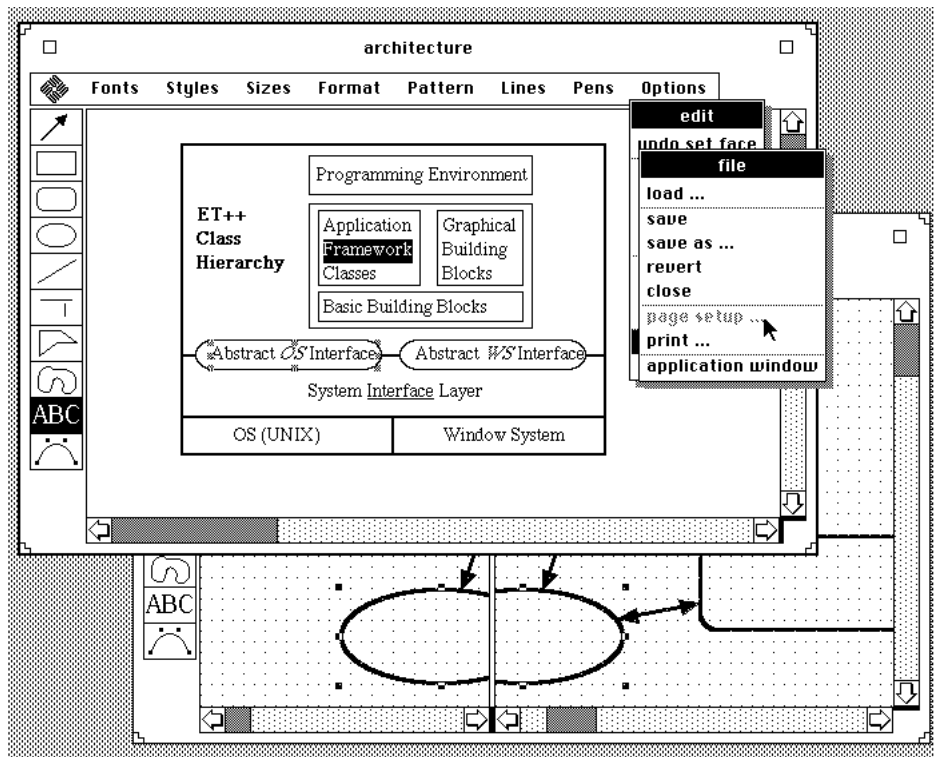 architecture
Fonts Styles Sizes Format Pattern Lines Pens Options
edit
undo set face
file
load ...
save
save as ...
revert
close
page setup ...
print ...
application window
Programming Environment
ET++
Class
Hierarchy
Application
Framework
Classes
Graphical
Building
Blocks
Basic Building Blocks
Abstract OS Interface
Abstract WS Interface
System Interface Layer
OS (UNIX)
Window System
ABC
ABC